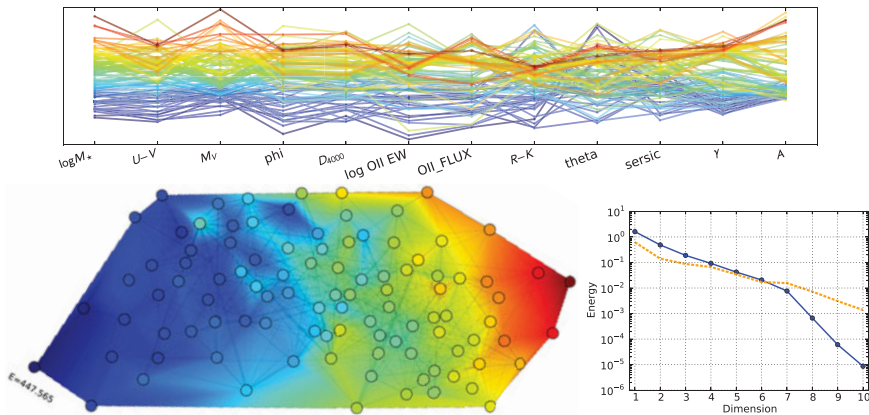 logM⋆ U−V M_V phi D_4000 log OII EW OII_FLUX R−K theta sersic γ A
E=447.565
10^1
10^0
10^-1
10^-2
10^-3
10^-4
10^-5
10^-6
Energy
1 2 3 4 5 6 7 8 9 10
Dimension